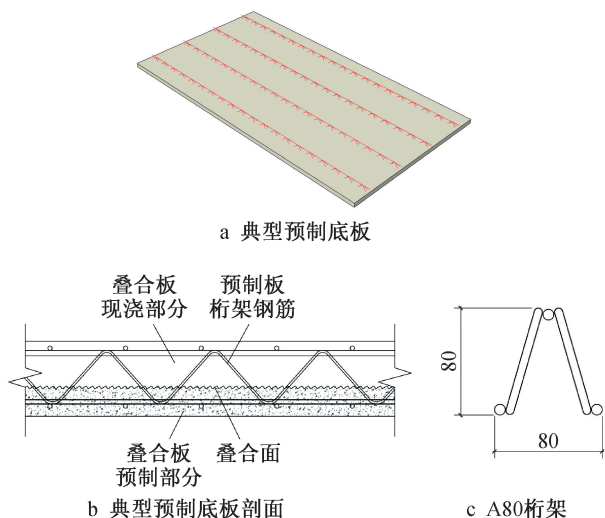 a 典型预制底板
叠合板
现浇部分
预制板
桁架钢筋
叠合板
预制部分
叠合面
b 典型预制底板剖面
80
80
c A80桁架